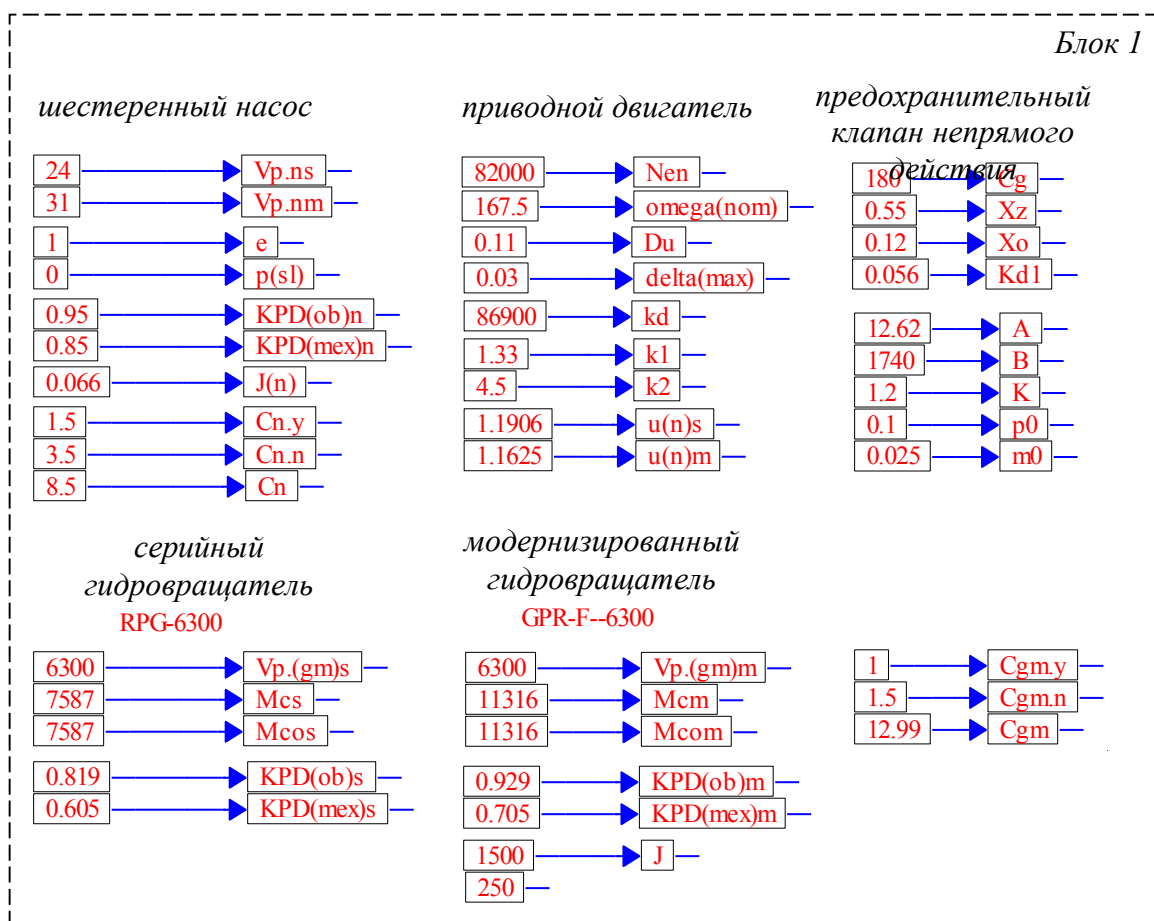 Блок 1
шестеренный насос
24 Vp.ns
31 Vp.nm
1 e
0 p(sl)
0.95 KPD(ob)n
0.85 KPD(mex)n
0.066 J(n)
1.5 Cn.y
3.5 Cn.n
8.5 Cn
приводной двигатель
82000 Nen
167.5 omega(nom)
0.11 Du
0.03 delta(max)
86900 kd
1.33 k1
4.5 k2
1.1906 u(n)s
1.1625 u(n)m
предохранительный
клапан непрямого
действия
180 Cg
0.55 Xz
0.12 Xo
0.056 Kd1
12.62 A
1740 B
1.2 K
0.1 p0
0.025 m0
серийный
гидровращатель
RPG-6300
6300 Vp.(gm)s
7587 Mcs
7587 Mcos
0.819 KPD(ob)s
0.605 KPD(mex)s
модернизированный
гидровращатель
GPR-F--6300
6300 Vp.(gm)m
11316 Mcm
11316 Mcom
0.929 KPD(ob)m
0.705 KPD(mex)m
1500 J
250
1 Cgm.y
1.5 Cgm.n
12.99 Cgm